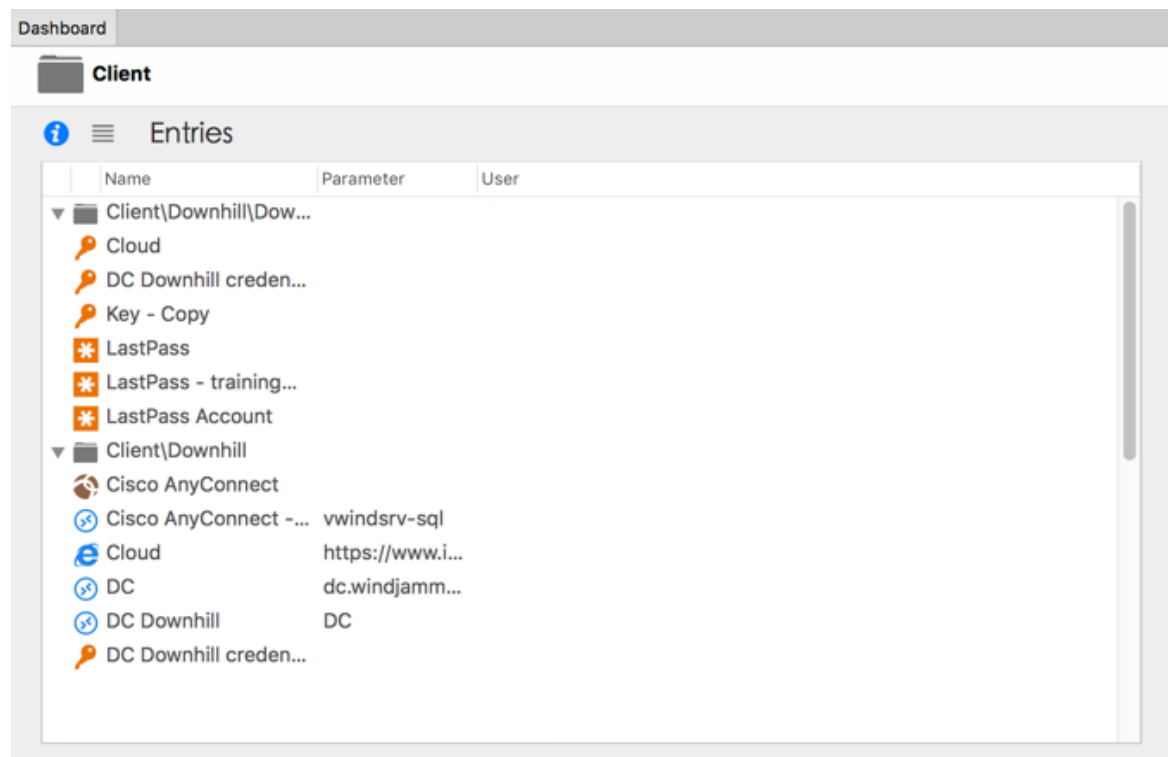 Dashboard
Client
Entries
Name Parameter User
Client\Downhill\Dow...
Cloud
DC Downhill creden...
Key - Copy
LastPass
LastPass - training...
LastPass Account
Client\Downhill
Cisco AnyConnect
Cisco AnyConnect -... vwindsrv-sql
Cloud https://www.i...
DC dc.windjamm...
DC Downhill DC
DC Downhill creden...